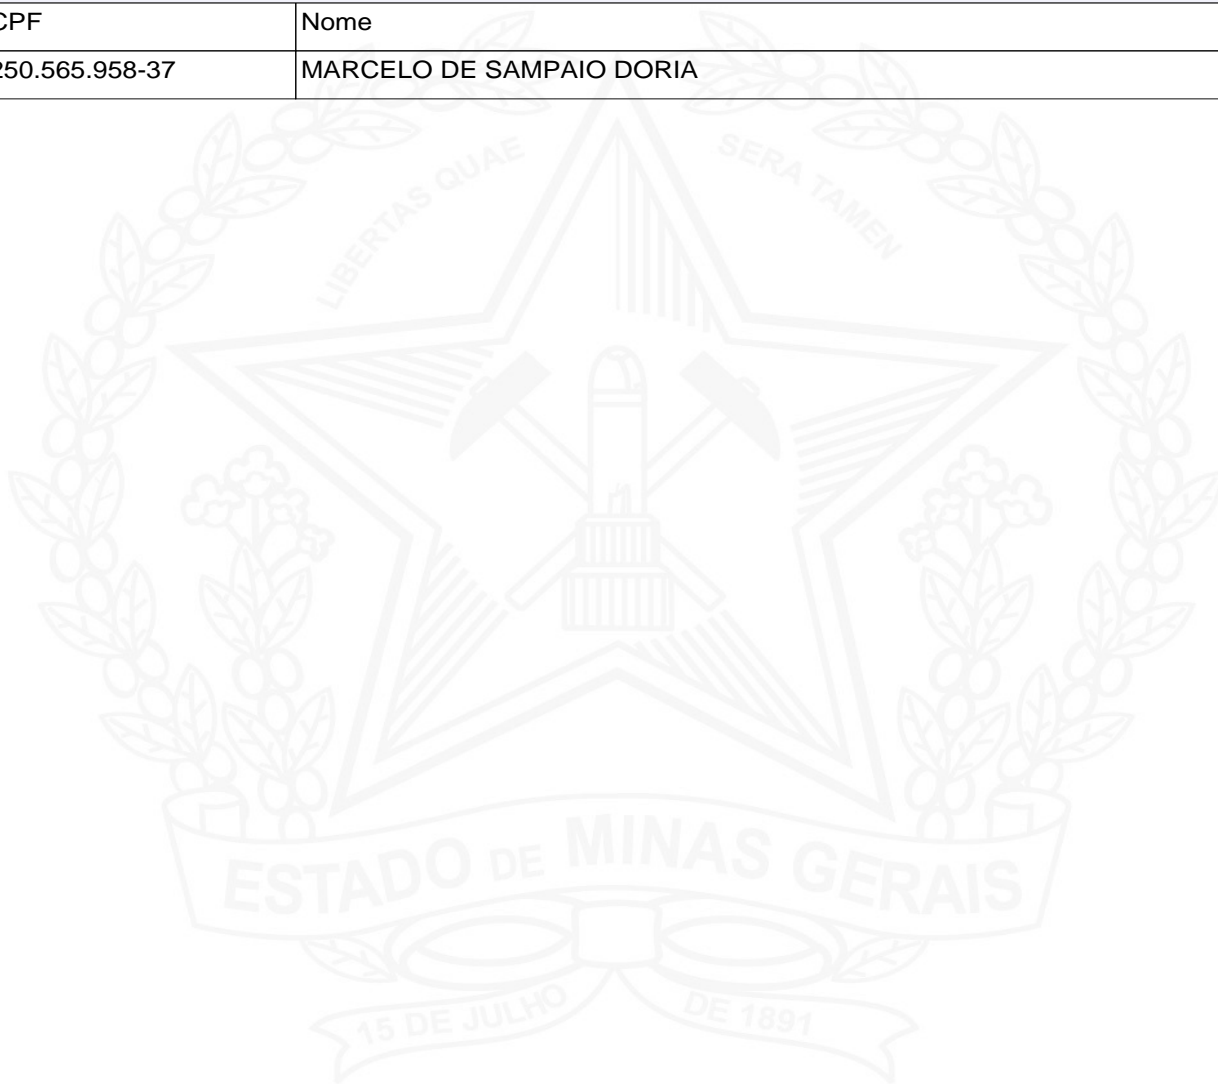 CPF Nome
250.565.958-37 MARCELO DE SAMPAIO DORIA
LIBERTAS QUAE SERA TAMEN
ESTADO DE MINAS GERAIS
15 DE JULHO DE 1891